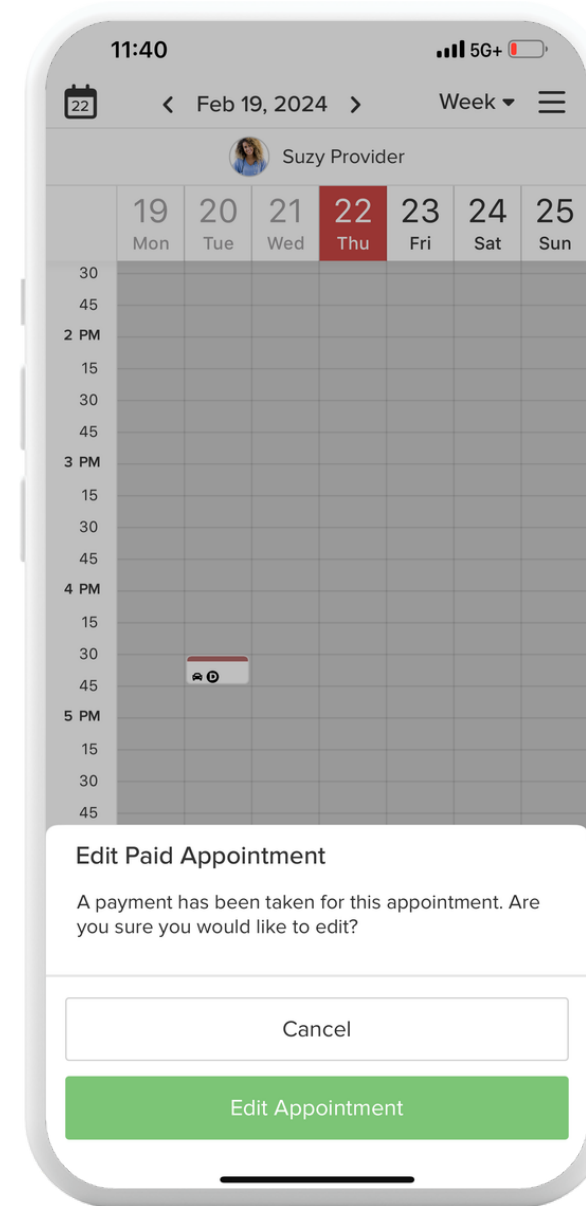 11:40 5G+
22 < Feb 19, 2024 > Week
Suzy Provider
19 20 21 22 23 24 25
Mon Tue Wed Thu Fri Sat Sun
30
45
2 PM
15
30
45
3 PM
15
30
45
4 PM
15
30
D
45
5 PM
15
30
45
Edit Paid Appointment
A payment has been taken for this appointment. Are
you sure you would like to edit?
Cancel
Edit Appointment